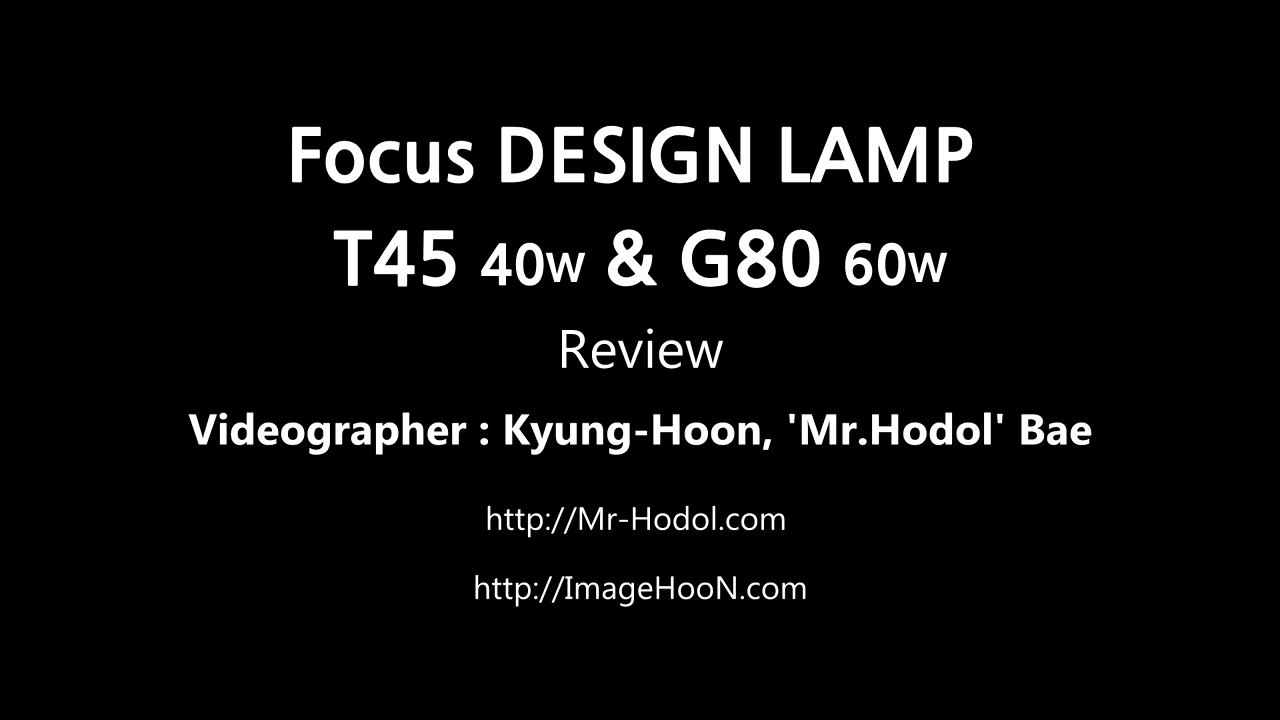 Focus DESIGN LAMP
T45 40W & G80 60W
Review
Videographer : Kyung-Hoon, 'Mr.Hodol' Bae
http://Mr-Hodol.com
http://ImageHooN.com